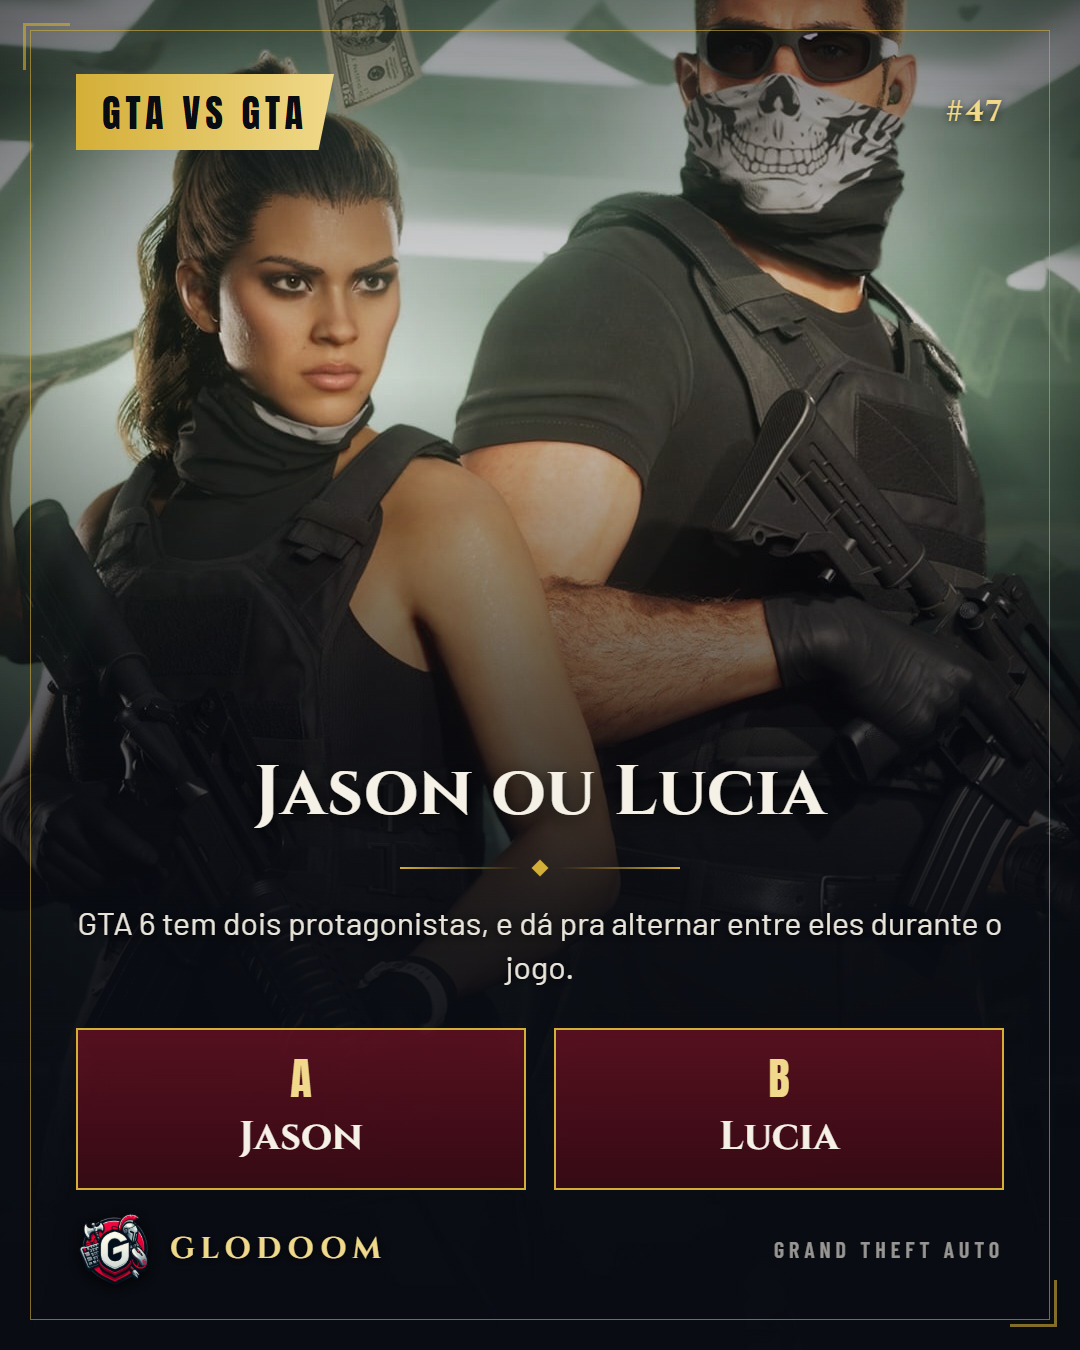 GTA VS GTA
#47
Jason ou Lucia
GTA 6 tem dois protagonistas, e dá pra alternar entre eles durante o
jogo.
A
Jason
B
Lucia
G
GLODOOM
GRAND THEFT AUTO